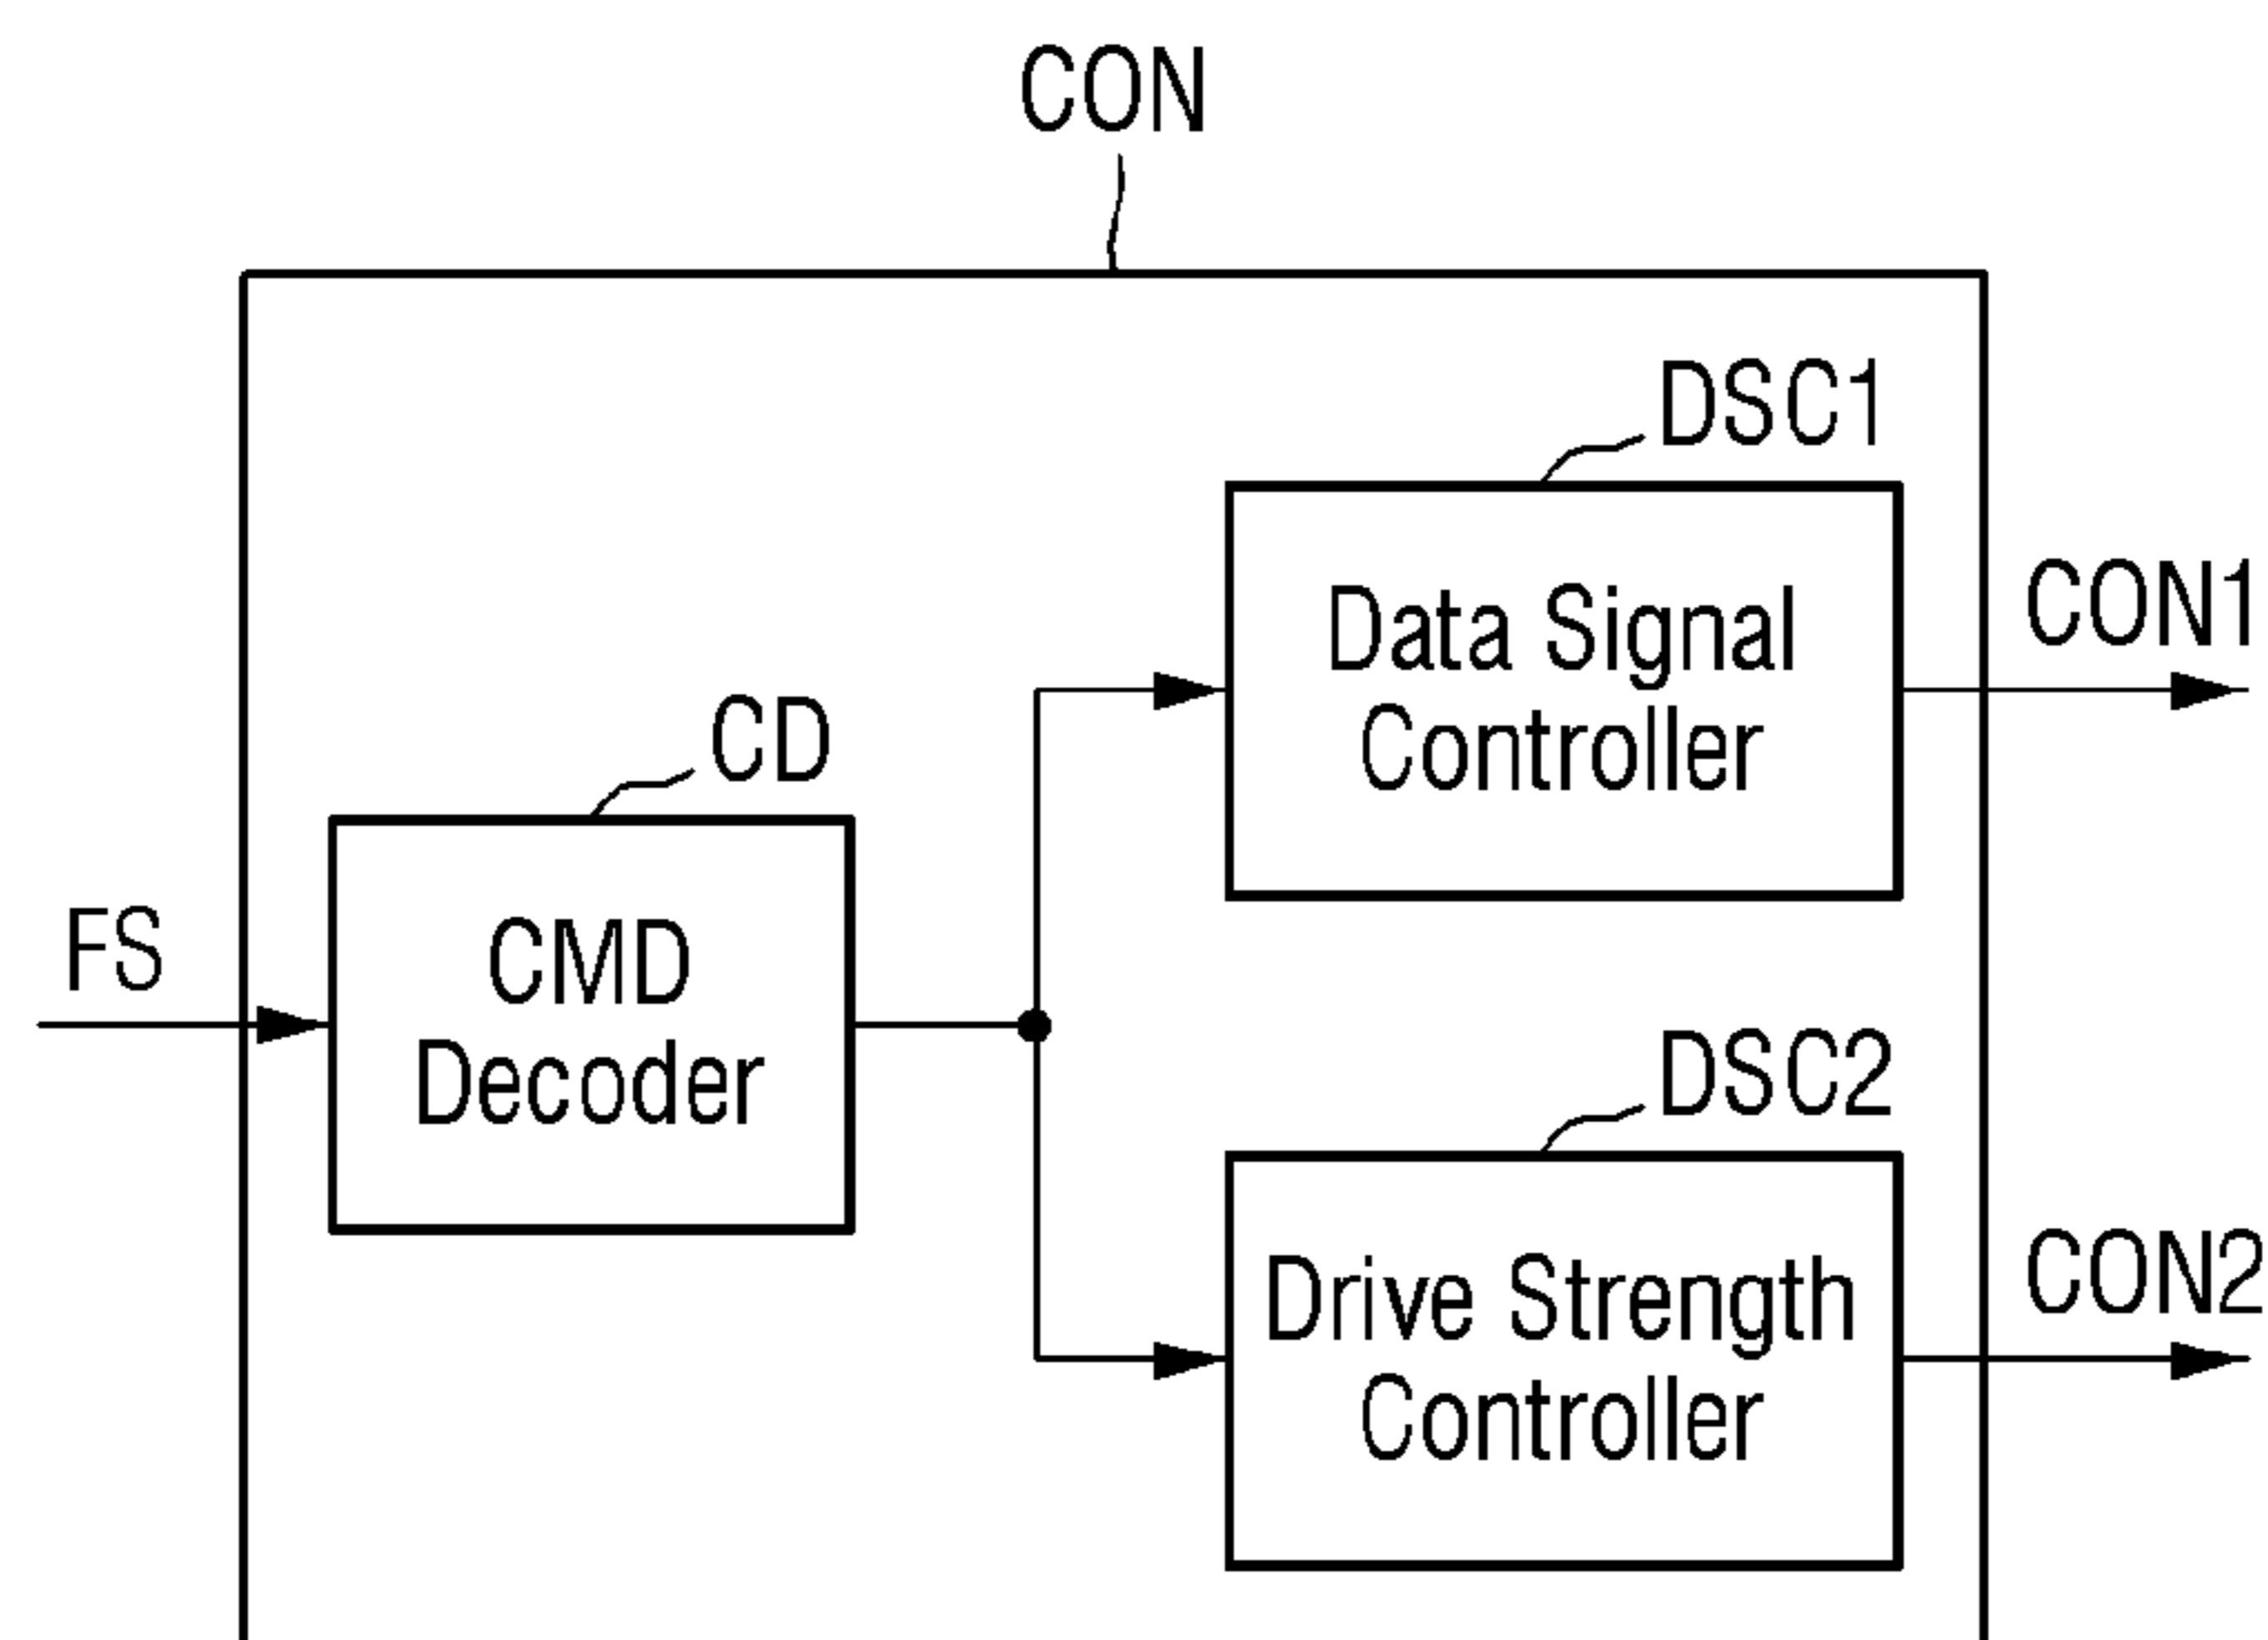 CON
DSC1
Data Signal
Controller
CON1
CD
CMD
Decoder
FS
DSC2
Drive Strength
Controller
CON2